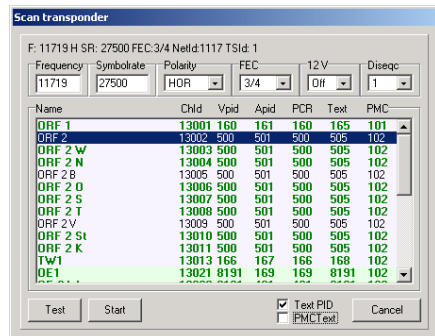 Scan transponder
F: 11719 H SR: 27500 FEC:3/4 NetId:1117 TSId: 1
Frequency Symbolrate Polarity FEC 12 V Diseqc
11719 27500 HOR 3/4 Off 1
Name ChId Vpid Apid PCR Text PMC
ORF 1 13001 160 161 160 165 101
ORF 2 13002 500 501 500 505 102
ORF 2 W 13003 500 501 500 505 102
ORF 2 N 13004 500 501 500 505 102
ORF 2 B 13005 500 501 500 505 102
ORF 2 O 13006 500 501 500 505 102
ORF 2 S 13007 500 501 500 505 102
ORF 2 T 13008 500 501 500 505 102
ORF 2 V 13009 500 501 500 505 102
ORF 2 St 13010 500 501 500 505 102
ORF 2 K 13011 500 501 500 505 102
TW1 13013 166 167 166 168 102
OE1 13021 8191 169 169 8191 102
Test Start Text PID Cancel
PMCText